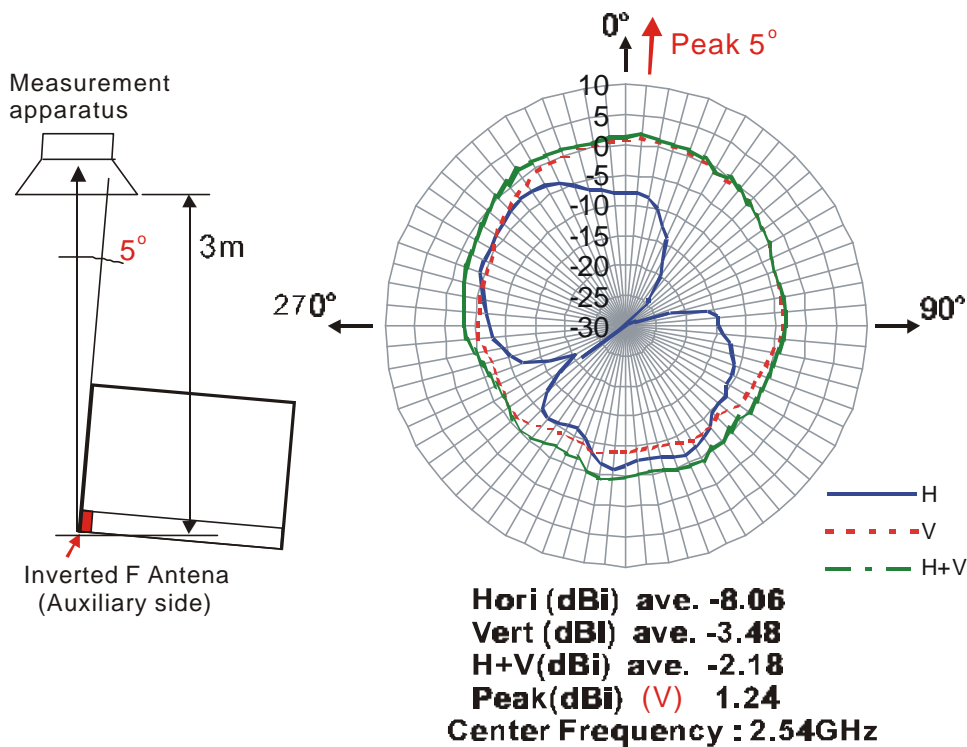 Measurement
apparatus
5°
3m
Inverted F Antena
(Auxiliary side)
0°
Peak 5°
10
5
0
-5
-10
-15
-20
-25
-30
270°
90°
H
V
H+V
Hori (dBi) ave. -8.06
Vert (dBI) ave. -3.48
H+V(dBi) ave. -2.18
Peak(dBi) (V) 1.24
Center Frequency : 2.54GHz